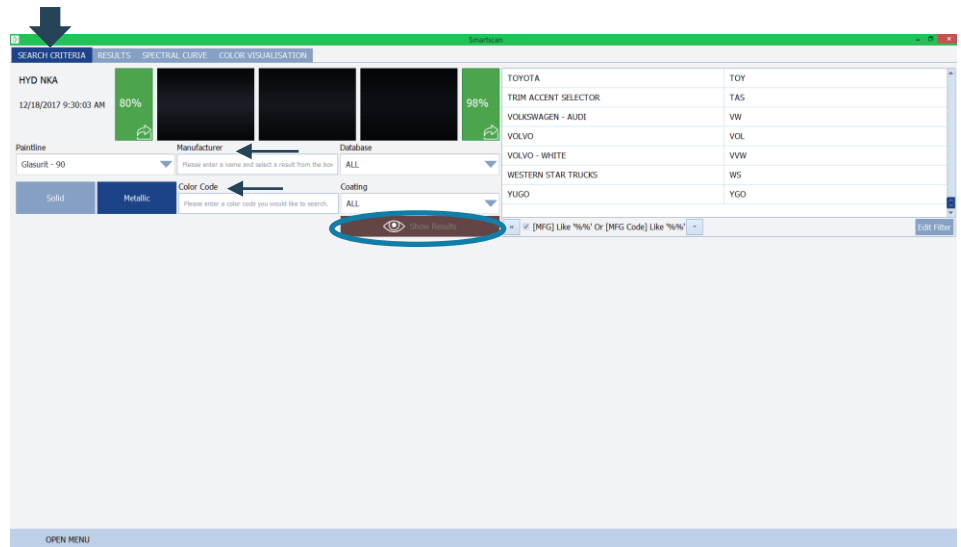 Smartscan
SEARCH CRITERIA RESULTS SPECTRAL CURVE COLOR VISUALISATION
HYD NKA
12/18/2017 9:30:03 AM
80%
98%
Paintline
Glasurit - 90
Solid
Metallic
Manufacturer
Please enter a name and select a result from the box
Color Code
Please enter a color code you would like to search.
Database
ALL
Coating
ALL
Show Results
TOYOTA TOY
TRIM ACCENT SELECTOR TAS
VOLKSWAGEN - AUDI VW
VOLVO VOL
VOLVO - WHITE VVW
WESTERN STAR TRUCKS WS
YUGO YGO
[MFG] Like '%%' Or [MFG Code] Like '%%'
Edit Filter
OPEN MENU